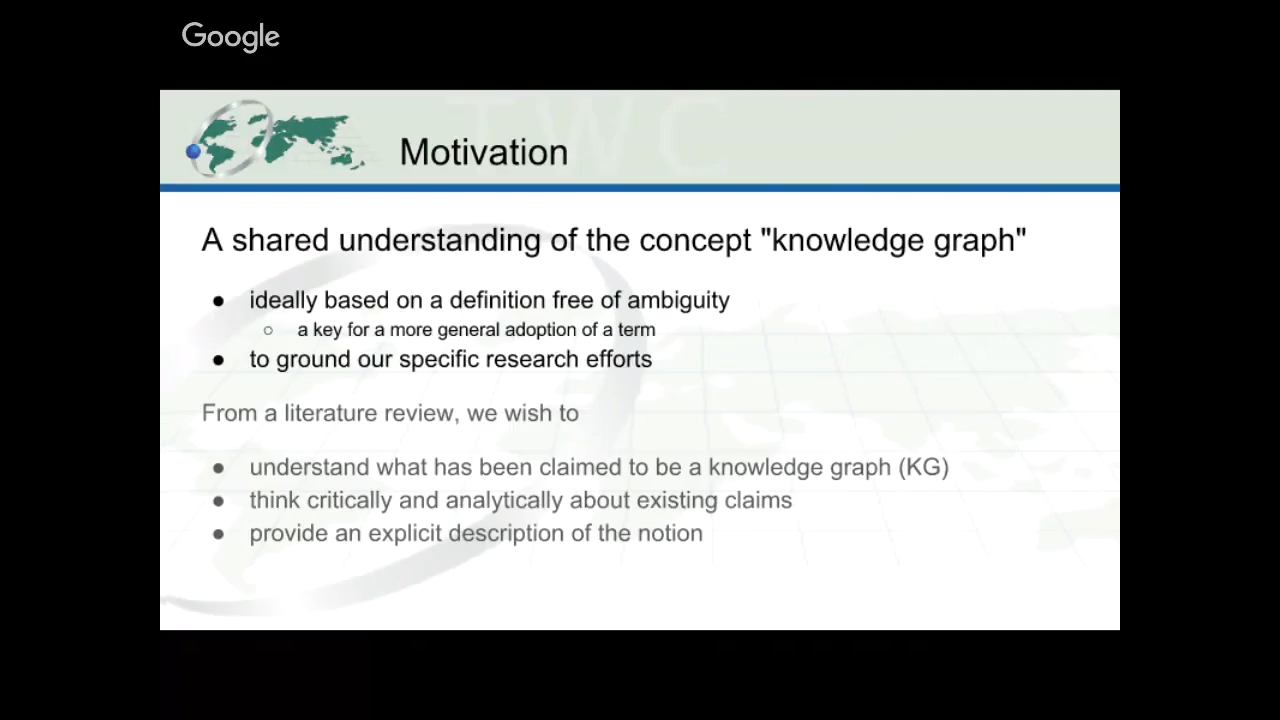 Google
TWC
Motivation
A shared understanding of the concept "knowledge graph"
● ideally based on a definition free of ambiguity
○ a key for a more general adoption of a term
● to ground our specific research efforts
From a literature review, we wish to
● understand what has been claimed to be a knowledge graph (KG)
● think critically and analytically about existing claims
● provide an explicit description of the notion